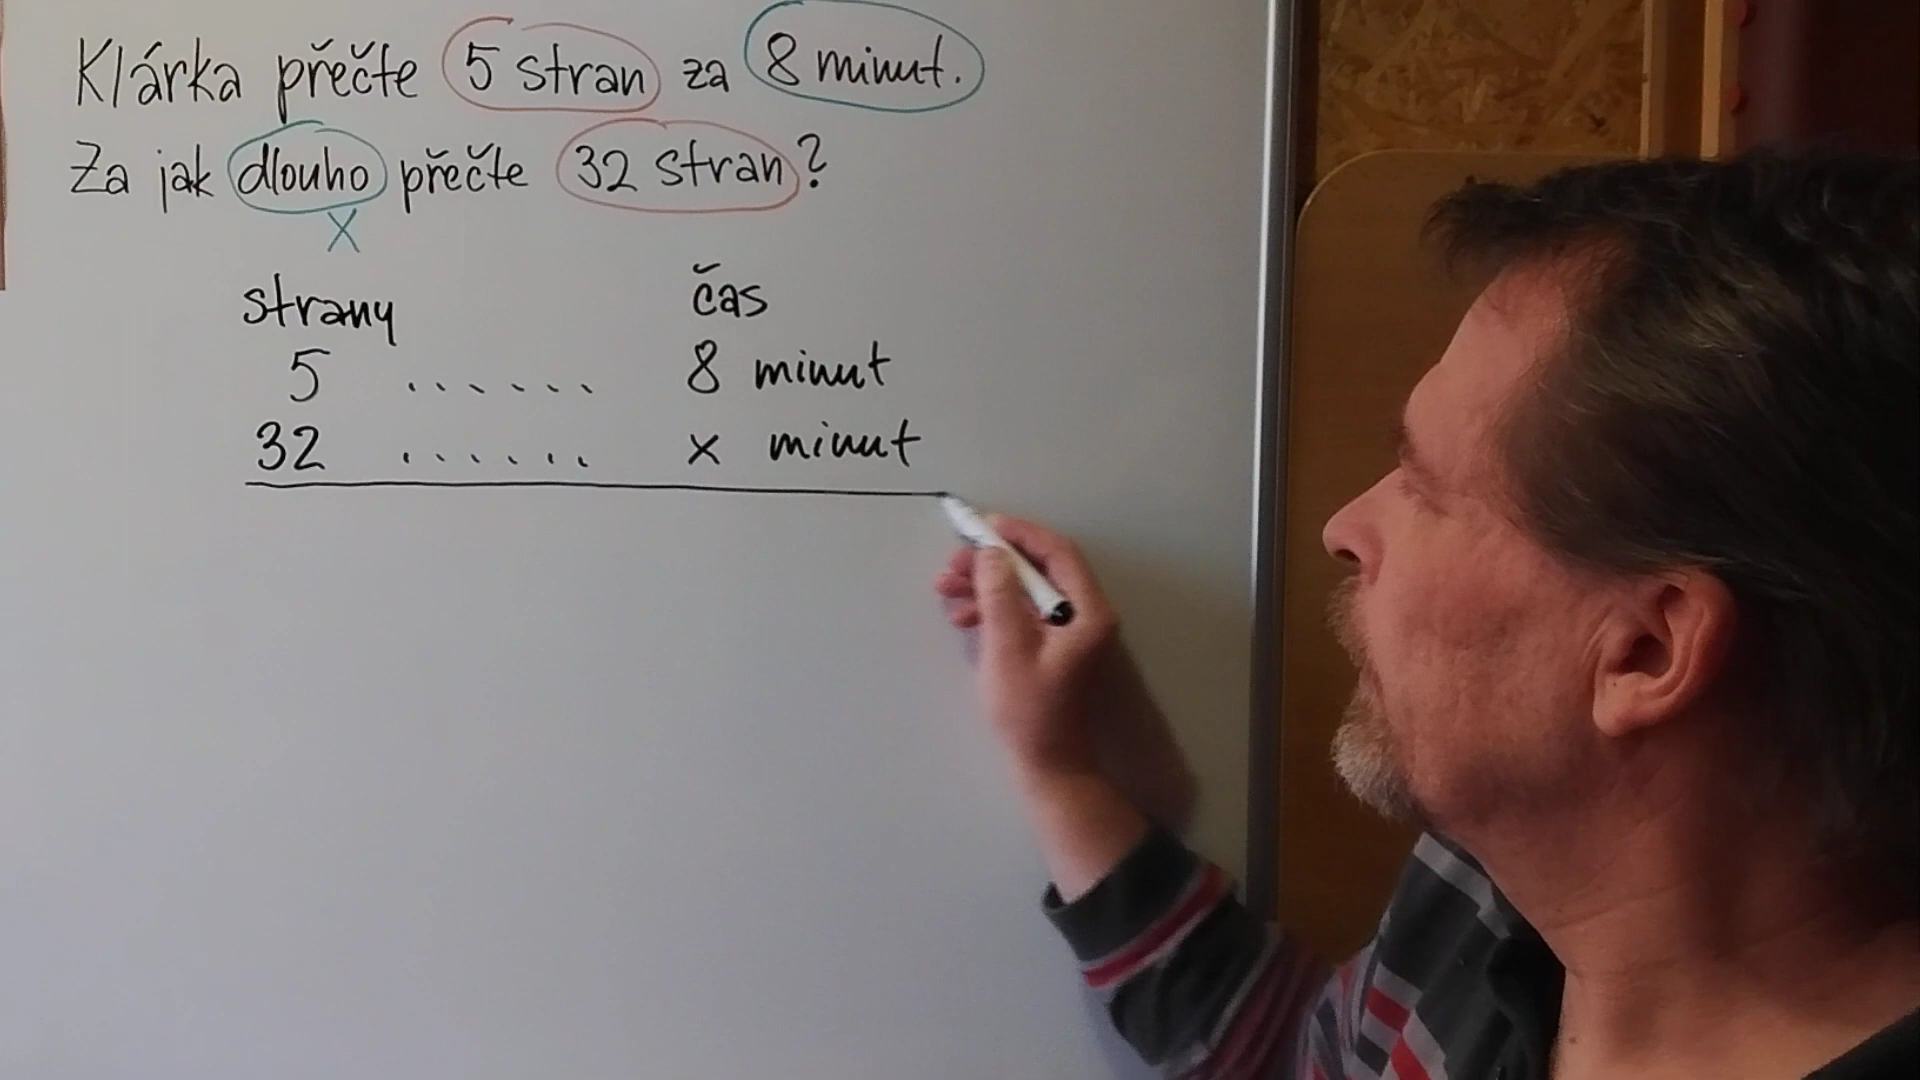 Klárka přečte 5 stran za 8 minut.
Za jak dlouho přečte 32 stran?
x
strany čas
5 ...... 8 minut
32 ...... x minut